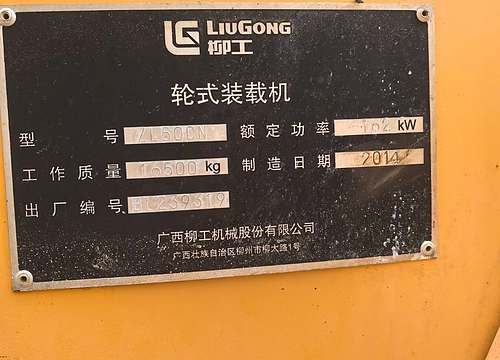 LIUGONG
柳工
轮式装载机
型 号 ZL50CN 额定功率 162 kW
工作质量 16500 kg 制造日期 2014
出厂编号 BL269619
广西柳工机械股份有限公司
广西壮族自治区柳州市柳太路1号